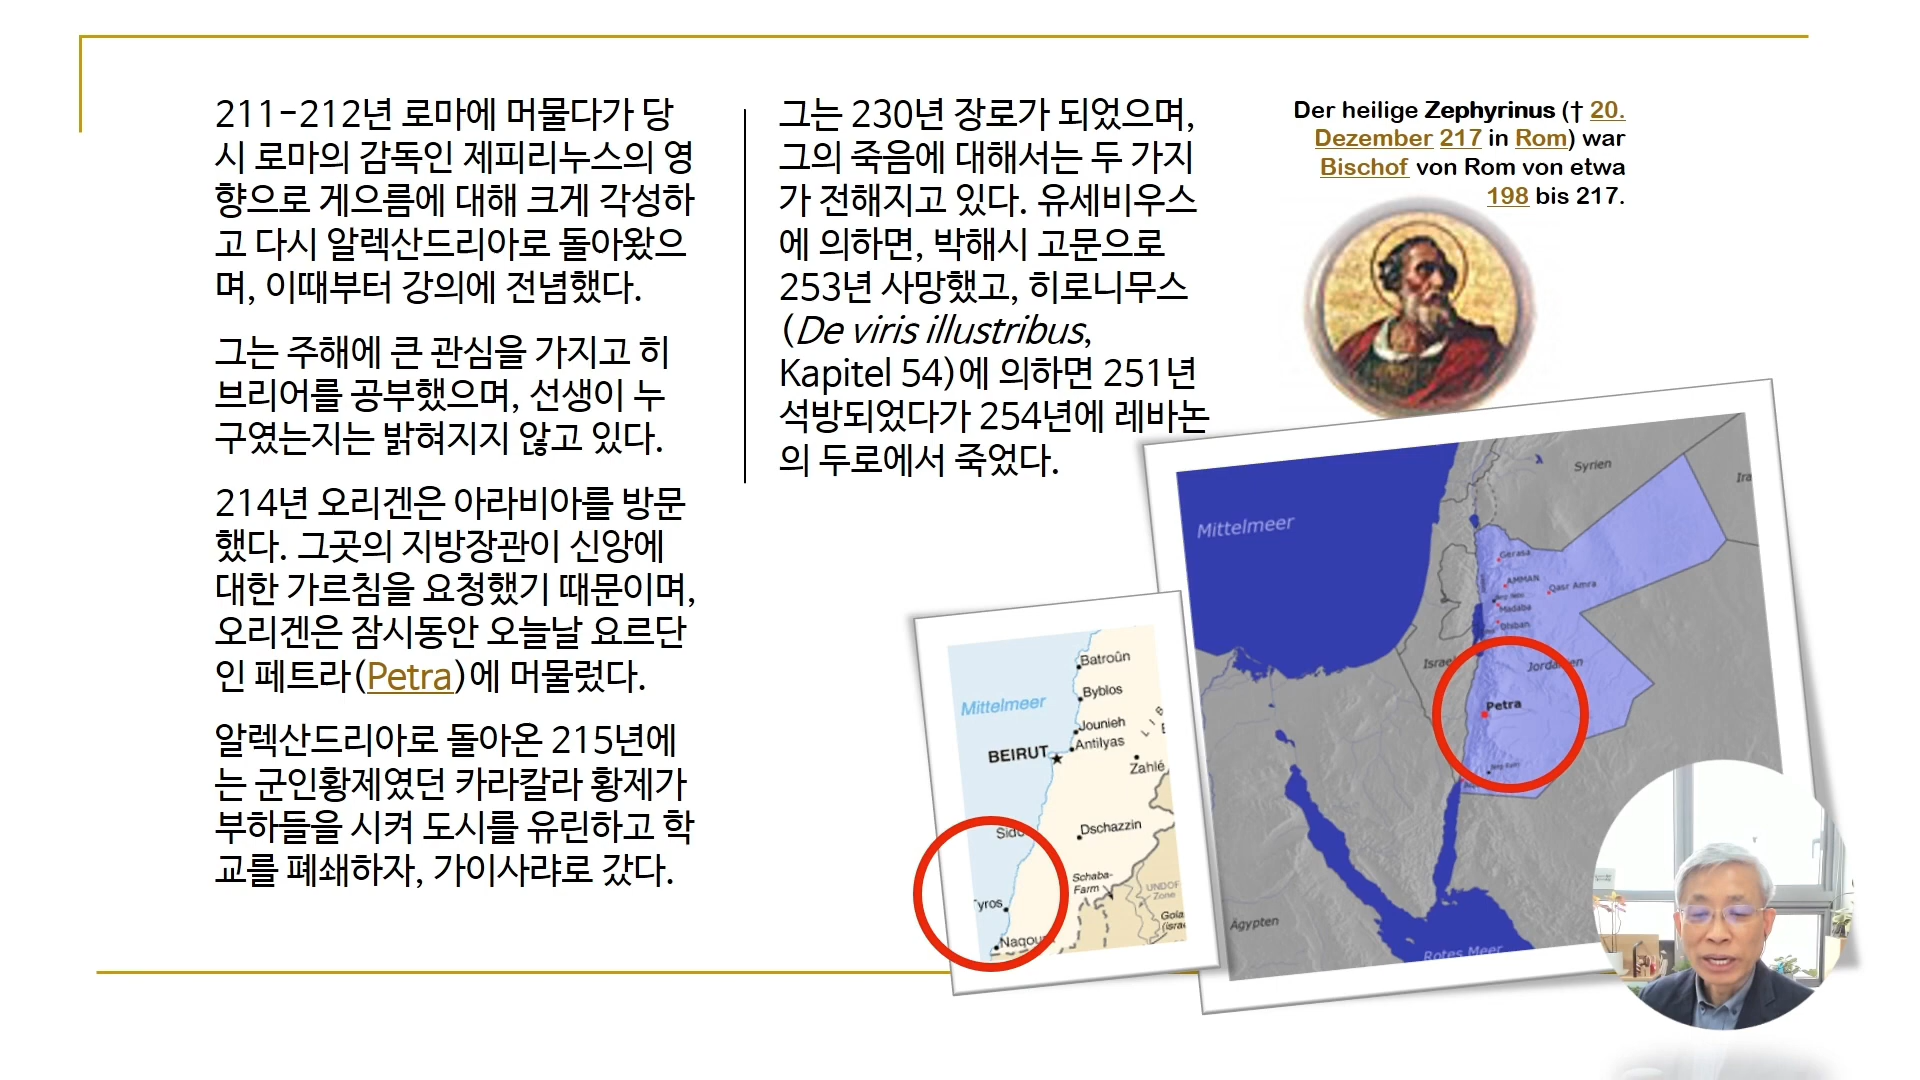 211-212년 로마에 머물다가 당
시 로마의 감독인 제피리누스의 영
향으로 게으름에 대해 크게 각성하
고 다시 알렉산드리아로 돌아왔으
며, 이때부터 강의에 전념했다.
그는 주해에 큰 관심을 가지고 히
브리어를 공부했으며, 선생이 누
구였는지는 밝혀지지 않고 있다.
214년 오리겐은 아라비아를 방문
했다. 그곳의 지방장관이 신앙에
대한 가르침을 요청했기 때문이며,
오리겐은 잠시동안 오늘날 요르단
인 페트라(Petra)에 머물렀다.
알렉산드리아로 돌아온 215년에
는 군인황제였던 카라칼라 황제가
부하들을 시켜 도시를 유린하고 학
교를 폐쇄하자, 가이사랴로 갔다.
그는 230년 장로가 되었으며,
그의 죽음에 대해서는 두 가지
가 전해지고 있다. 유세비우스
에 의하면, 박해시 고문으로
253년 사망했고, 히로니무스
(De viris illustribus,
Kapitel 54)에 의하면 251년
석방되었다가 254년에 레바논
의 두로에서 죽었다.
Der heilige Zephyrinus († 20.
Dezember 217 in Rom) war
Bischof von Rom von etwa
198 bis 217.
Batroûn
Byblos
Mittelmeer
Jounieh
Antilyas
BEIRUT
Zahlé
Dschazzin
Schaba-
Farm
UNDOF
Zone
Tyros
Naqoura
Mittelmeer
Syrien
Gerasa
AMMAN
Qasr Amra
Madaba
Dhiban
Israel
Jordanien
Petra
Ägypten
Rotes Meer